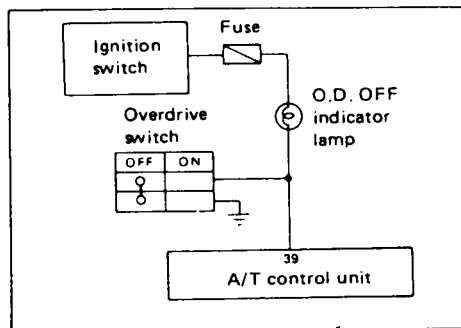 Fuse
Ignition
switch
O.D. OFF
indicator
lamp
Overdrive
switch
OFF ON
39
A/T control unit